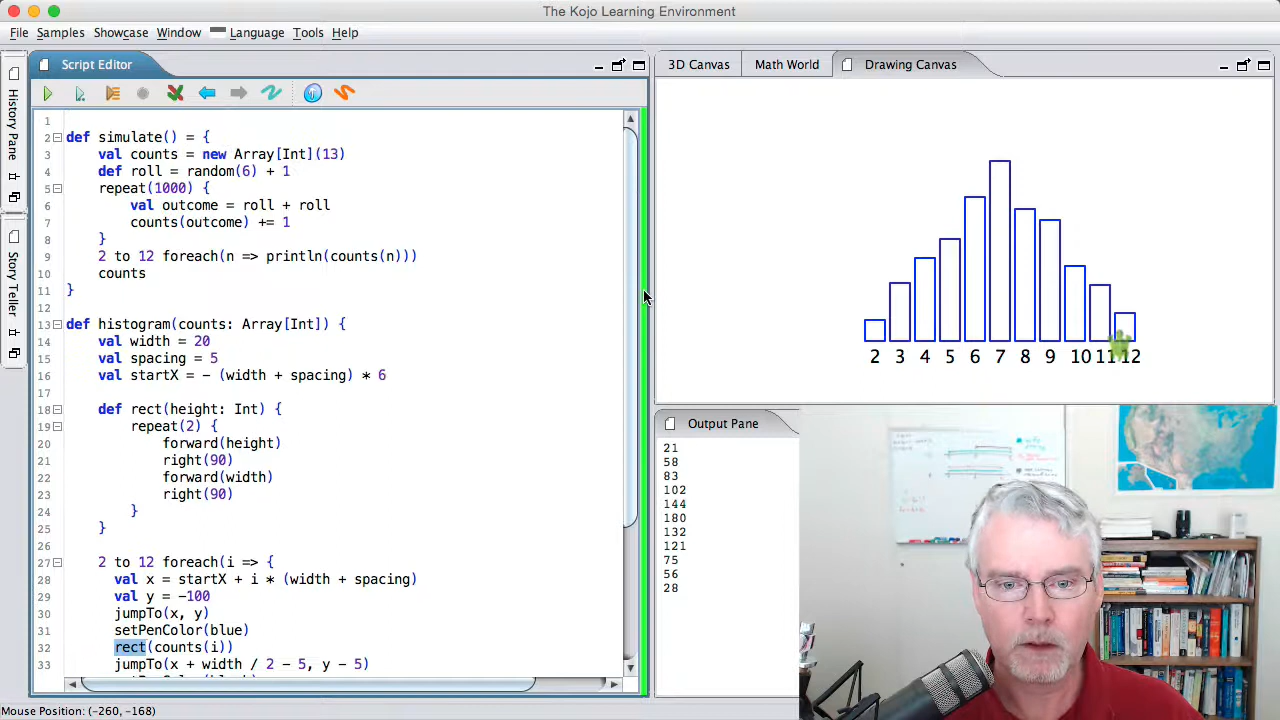 The Kojo Learning Environment
File Samples Showcase Window Language Tools Help
History Pane
Story Teller
Script Editor
1
2 def simulate() = {
3 val counts = new Array[Int](13)
4 def roll = random(6) + 1
5 repeat(1000) {
6 val outcome = roll + roll
7 counts(outcome) += 1
8 }
9 2 to 12 foreach(n => println(counts(n)))
10 counts
11 }
12
13 def histogram(counts: Array[Int]) {
14 val width = 20
15 val spacing = 5
16 val startX = - (width + spacing) * 6
17
18 def rect(height: Int) {
19 repeat(2) {
20 forward(height)
21 right(90)
22 forward(width)
23 right(90)
24 }
25 }
26
27 2 to 12 foreach(i => {
28 val x = startX + i * (width + spacing)
29 val y = -100
30 jumpTo(x, y)
31 setPenColor(blue)
32 rect(counts(i))
33 jumpTo(x + width / 2 - 5, y - 5)
3D Canvas Math World Drawing Canvas
2 3 4 5 6 7 8 9 10 11 12
Output Pane
21
58
83
102
144
180
132
121
75
56
28
Mouse Position: (-260, -168)